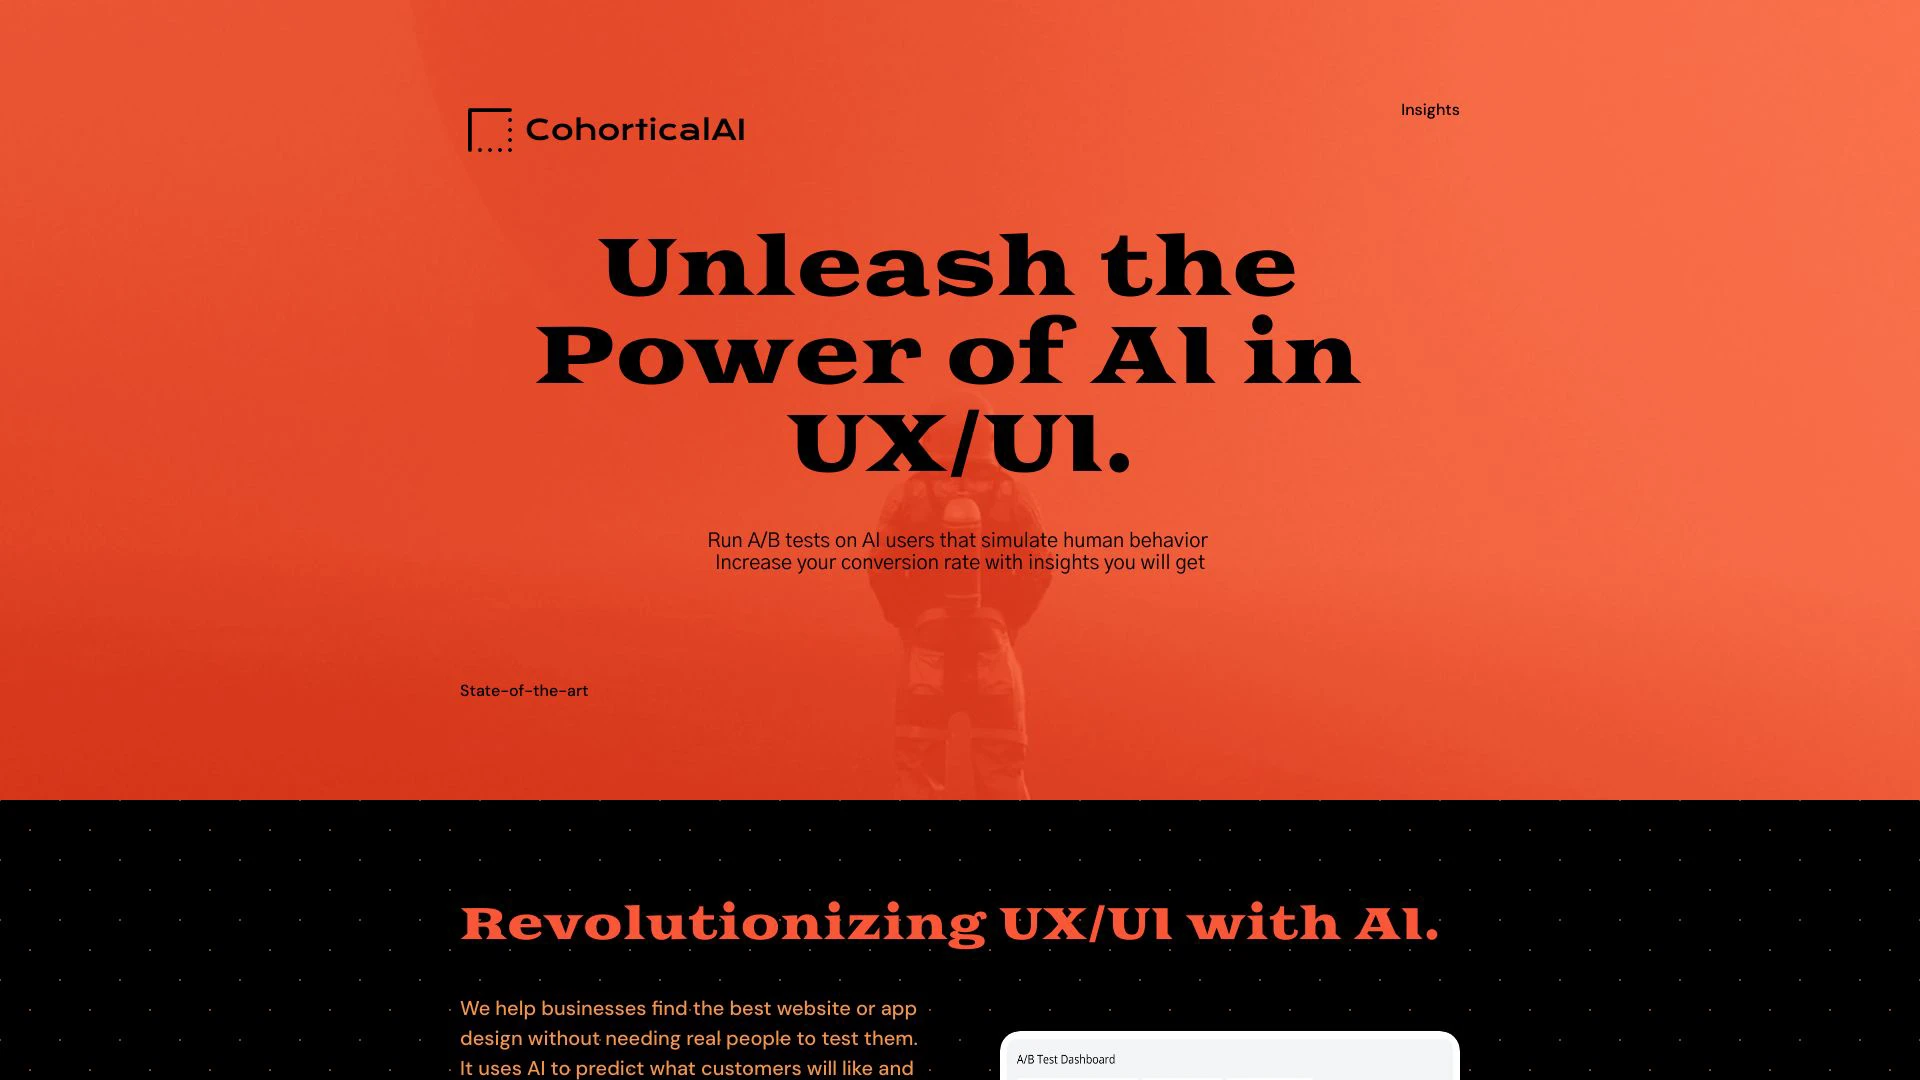 CohorticalAI
Insights
Unleash the
Power of AI in
UX/UI.
Run A/B tests on AI users that simulate human behavior
Increase your conversion rate with insights you will get
State-of-the-art
Revolutionizing UX/UI with AI.
We help businesses find the best website or app
design without needing real people to test them.
It uses AI to predict what customers will like and
A/B Test Dashboard